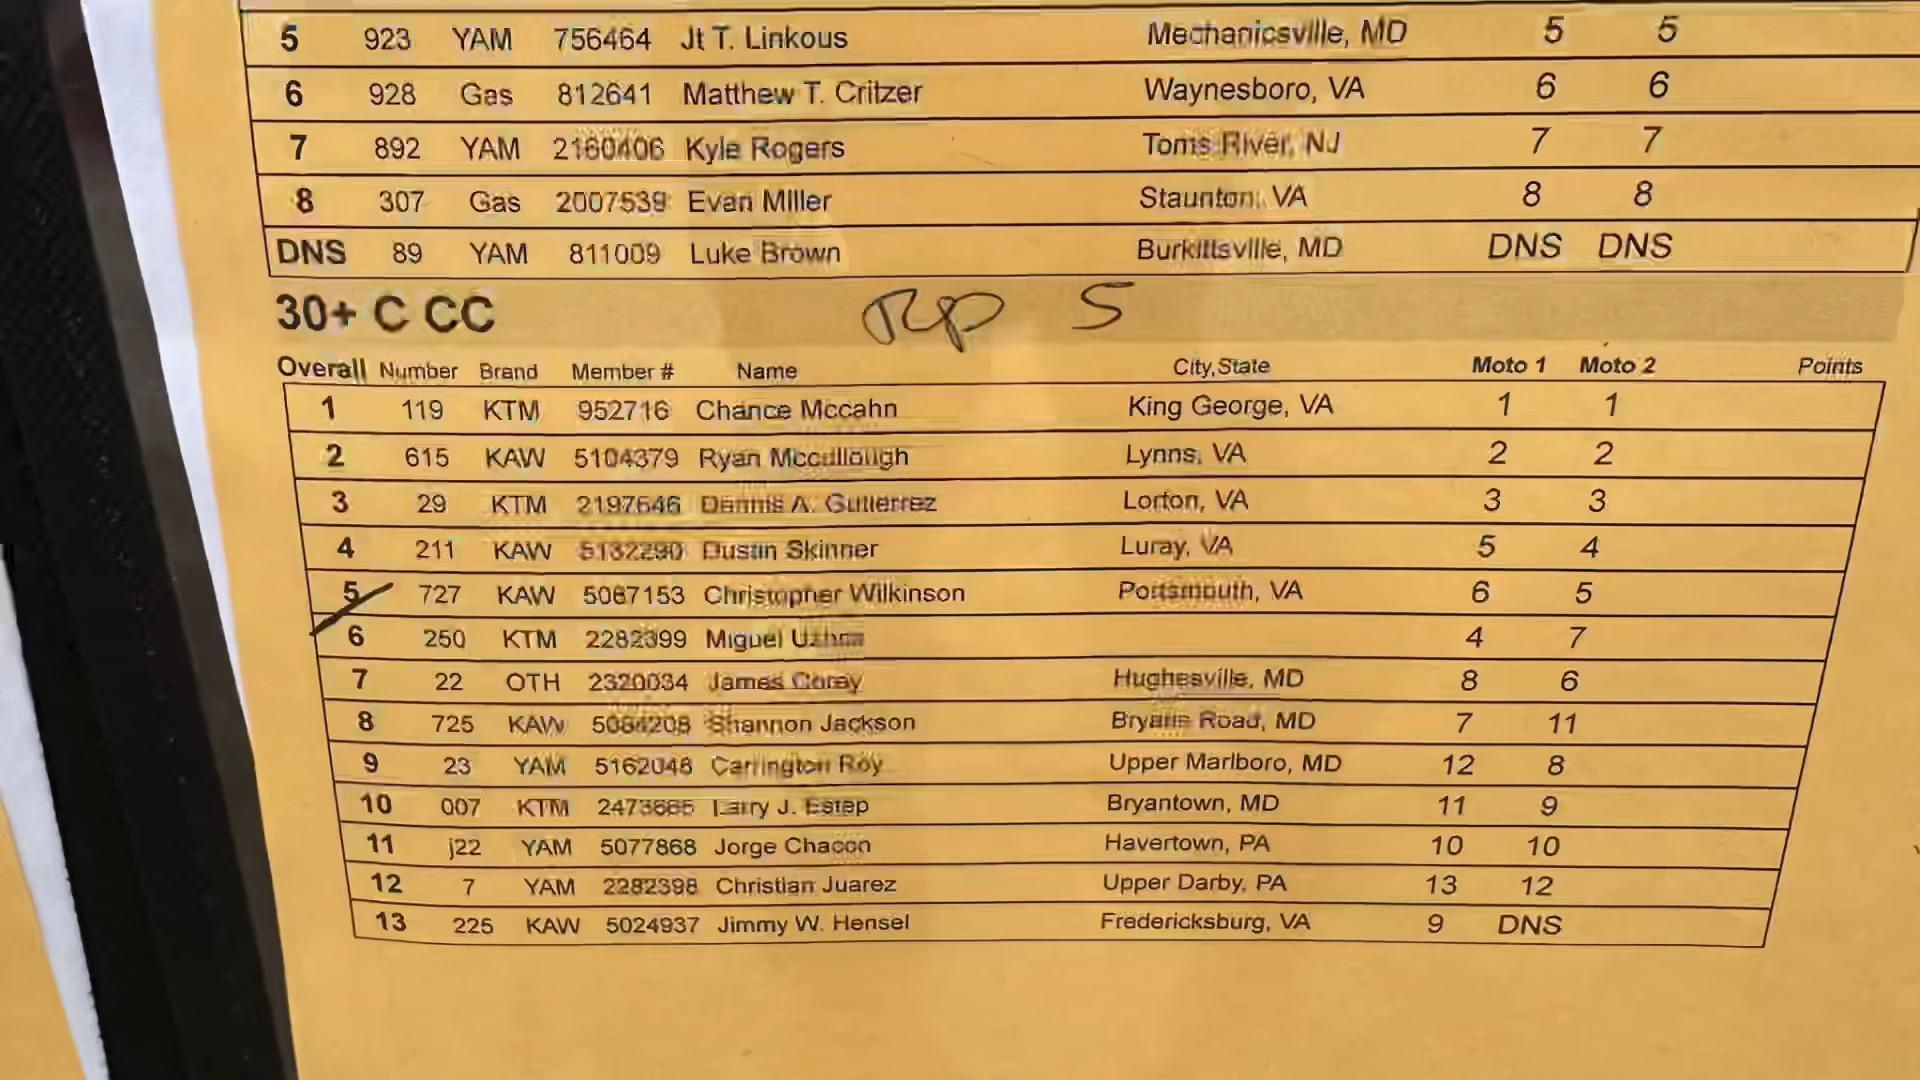 5 923 YAM 756464 Jt T. Linkous Mechanicsville, MD 5 5
6 928 Gas 812641 Matthew T. Critzer Waynesboro, VA 6 6
7 892 YAM 2160406 Kyle Rogers Toms River, NJ 7 7
8 307 Gas 2007539 Evan Miller Staunton, VA 8 8
DNS 89 YAM 811009 Luke Brown Burkittsville, MD DNS DNS
30+ C CC 5
Overall Number Brand Member # Name City,State Moto 1 Moto 2 Points
1 119 KTM 952716 Chance Mccahn King George, VA 1 1
2 615 KAW 5104379 Ryan Mccullough Lynns, VA 2 2
3 29 KTM 2197646 Dennis A. Gutierrez Lorton, VA 3 3
4 211 KAW 5132290 Dustin Skinner Luray, VA 5 4
5 727 KAW 5087153 Christopher Wilkinson Portsmouth, VA 6 5
6 250 KTM 2282399 Miguel 4 7
7 22 OTH 2320034 James Hughesville, MD 8 6
8 725 KAW 5084208 Shannon Jackson Bryans Road, MD 7 11
9 23 YAM 5162048 Carrington Roy Upper Marlboro, MD 12 8
10 007 KTM Larry J. Estep Bryantown, MD 11 9
11 j22 YAM 5077868 Jorge Chacon Havertown, PA 10 10
12 7 YAM 2282398 Christian Juarez Upper Darby, PA 13 12
13 225 KAW 5024937 Jimmy W. Hensel Fredericksburg, VA 9 DNS